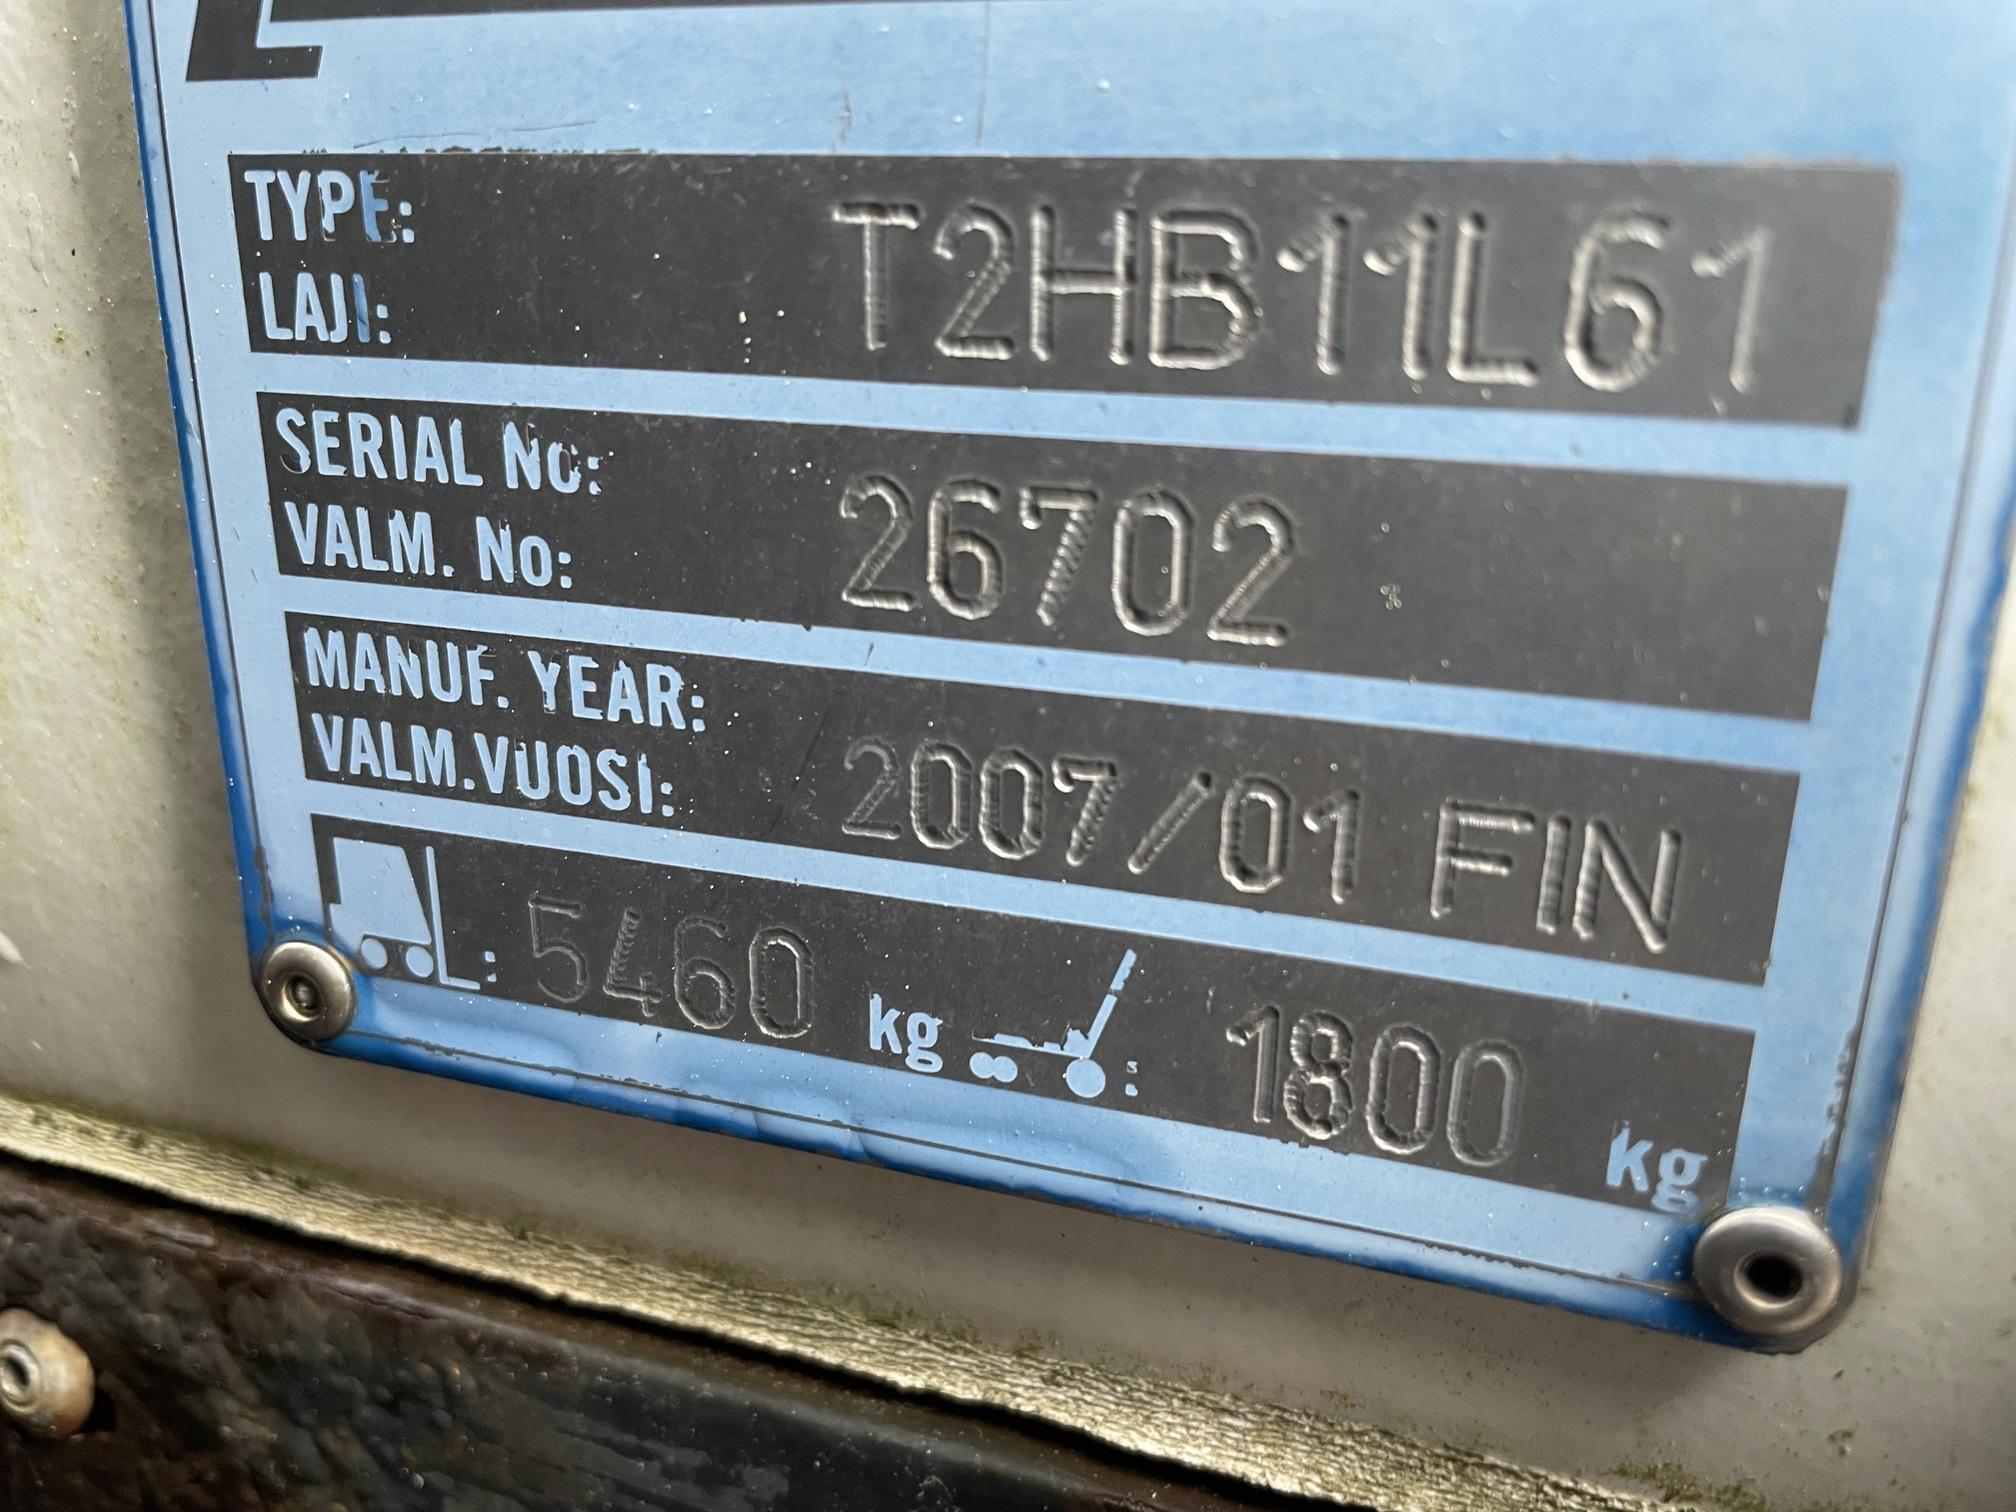 TYPE:
LAJI:
T2HB11L61
SERIAL No:
VALM. No:
26702
MANUF. YEAR:
VALM.VUOSI:
2007/01 FIN
L: 5460 kg : 1800 kg